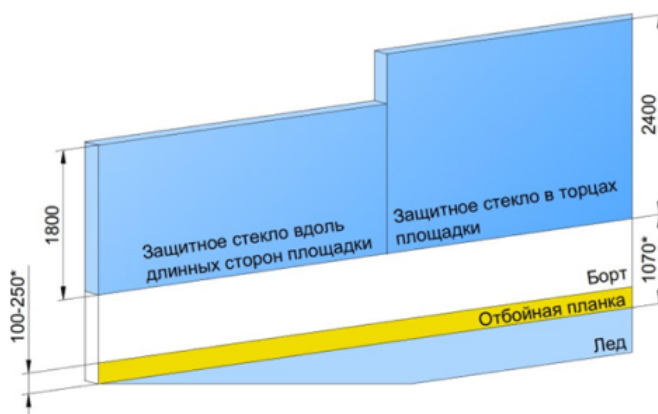 2400
1800
Защитное стекло вдоль
длинных сторон площадки
Защитное стекло в торцах
площадки
1070*
100-250*
Борт
Отбойная планка
Лед